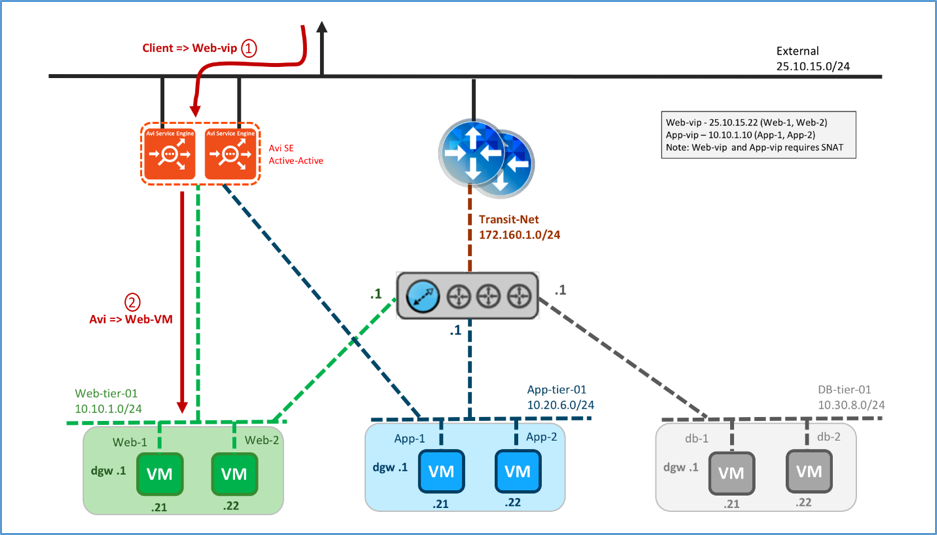 Client => Web-vip 1
External
25.10.15.0/24
Web-vip - 25.10.15.22 (Web-1, Web-2)
App-vip – 10.10.1.10 (App-1, App-2)
Note: Web-vip and App-vip requires SNAT
Avi Service Engine
Avi Service Engine
Avi SE
Active-Active
Transit-Net
172.160.1.0/24
2
Avi => Web-VM
.1
.1
.1
Web-tier-01
10.10.1.0/24
App-tier-01
10.20.6.0/24
DB-tier-01
10.30.8.0/24
Web-1
Web-2
dgw .1
VM
VM
.21
.22
App-1
App-2
dgw .1
VM
VM
.21
.22
db-1
db-2
dgw .1
VM
VM
.21
.22